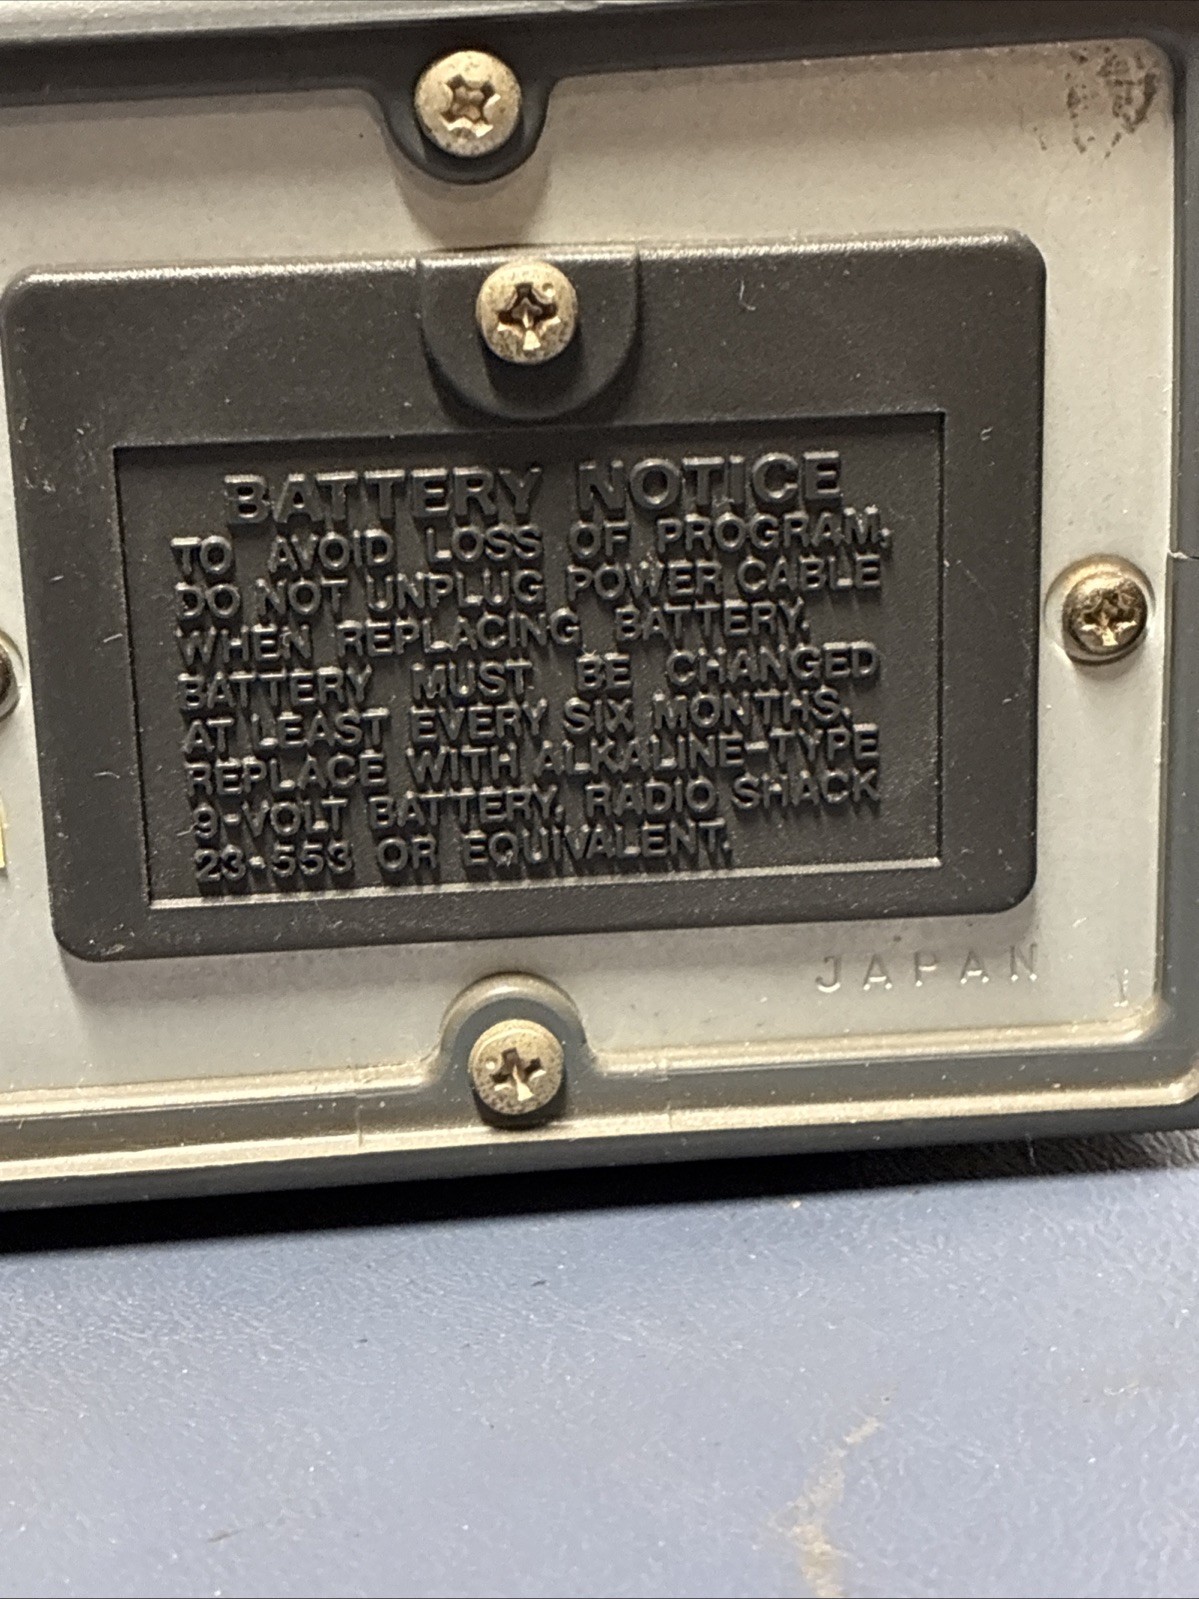 BATTERY NOTICE
TO AVOID LOSS OF PROGRAM,
DO NOT UNPLUG POWER CABLE
WHEN REPLACING BATTERY.
BATTERY MUST BE CHANGED
AT LEAST EVERY SIX MONTHS.
REPLACE WITH ALKALINE-TYPE
9-VOLT BATTERY, RADIO SHACK
23-553 OR EQUIVALENT.
JAPAN